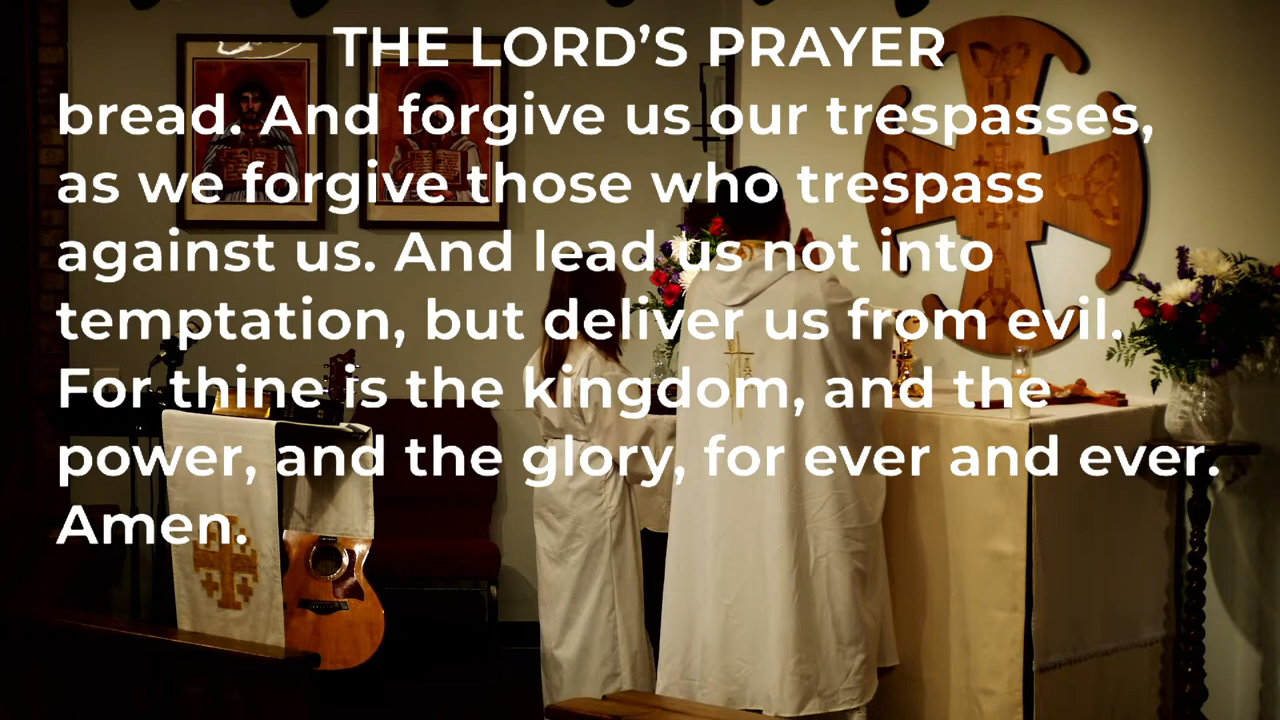 THE LORD’S PRAYER
bread. And forgive us our trespasses,
as we forgive those who trespass
against us. And lead us not into
temptation, but deliver us from evil.
For thine is the kingdom, and the
power, and the glory, for ever and ever.
Amen.